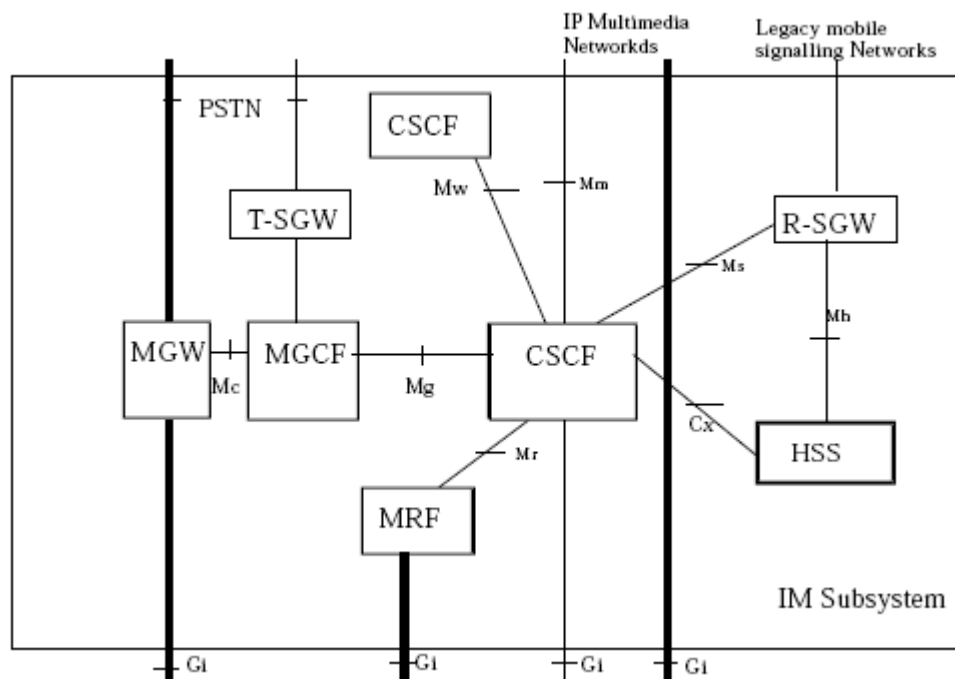 IP Multimedia
Networkds
Legacy mobile
signalling Networks
PSTN
CSCF
Mw
Mm
T-SGW
R-SGW
Ms
MGW
MGCF
CSCF
Mh
Mc
Mg
Cx
Mr
HSS
MRF
IM Subsystem
Gi
Gi
Gi
Gi